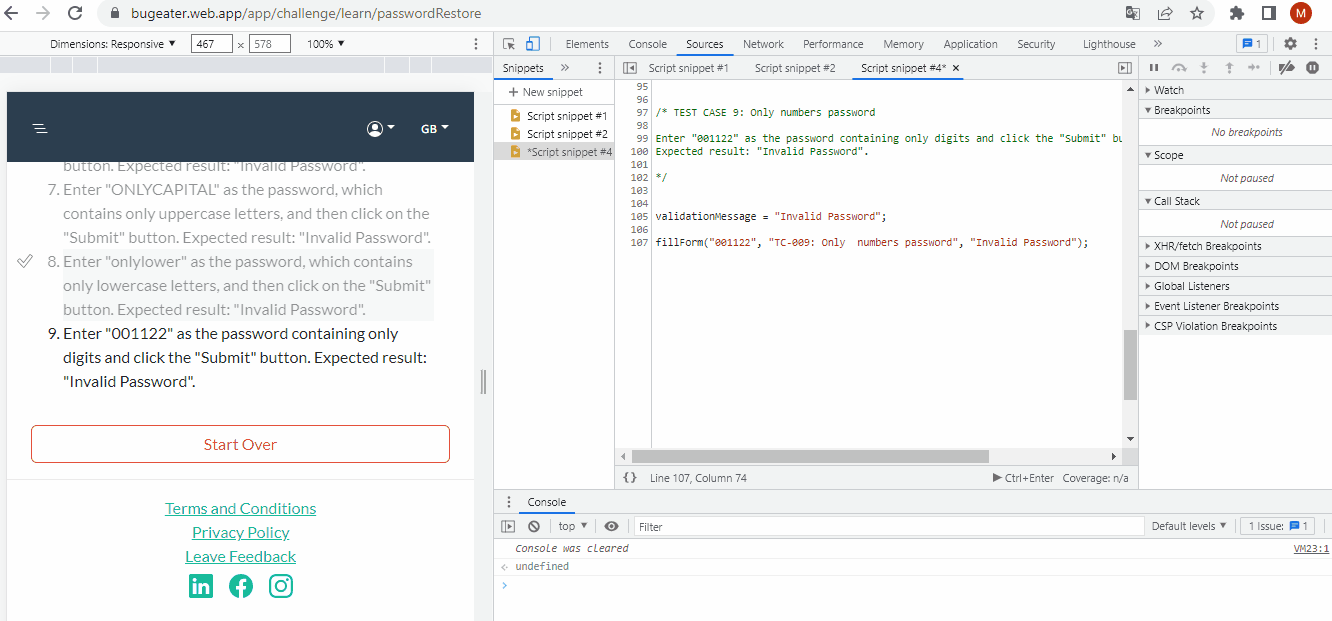 bugeater.web.app/app/challenge/learn/passwordRestore
M
Dimensions: Responsive ▼ 467 × 578 100% ▼
Elements Console Sources Network Performance Memory Application Security Lighthouse » 1
Snippets » Script snippet #1 Script snippet #2 Script snippet #4* ×
+ New snippet
Script snippet #1
Script snippet #2
*Script snippet #4
GB
button. Expected result: "Invalid Password".
7. Enter "ONLYCAPITAL" as the password, which
contains only uppercase letters, and then click on the
"Submit" button. Expected result: "Invalid Password".
8. Enter "onlylower" as the password, which contains
only lowercase letters, and then click on the "Submit"
button. Expected result: "Invalid Password".
9. Enter "001122" as the password containing only
digits and click the "Submit" button. Expected result:
"Invalid Password".
Start Over
Terms and Conditions
Privacy Policy
Leave Feedback
95
96
97 /* TEST CASE 9: Only numbers password
98
99 Enter "001122" as the password containing only digits and click the "Submit" bu
100 Expected result: "Invalid Password".
101
102 */
103
104
105 validationMessage = "Invalid Password";
106
107 fillForm("001122", "TC-009: Only  numbers password", "Invalid Password");
{} Line 107, Column 74 ▶ Ctrl+Enter Coverage: n/a
Watch
Breakpoints
No breakpoints
Scope
Not paused
Call Stack
Not paused
XHR/fetch Breakpoints
DOM Breakpoints
Global Listeners
Event Listener Breakpoints
CSP Violation Breakpoints
Console
top ▼ Filter Default levels ▼ 1 Issue: 1
Console was cleared VM23:1
undefined